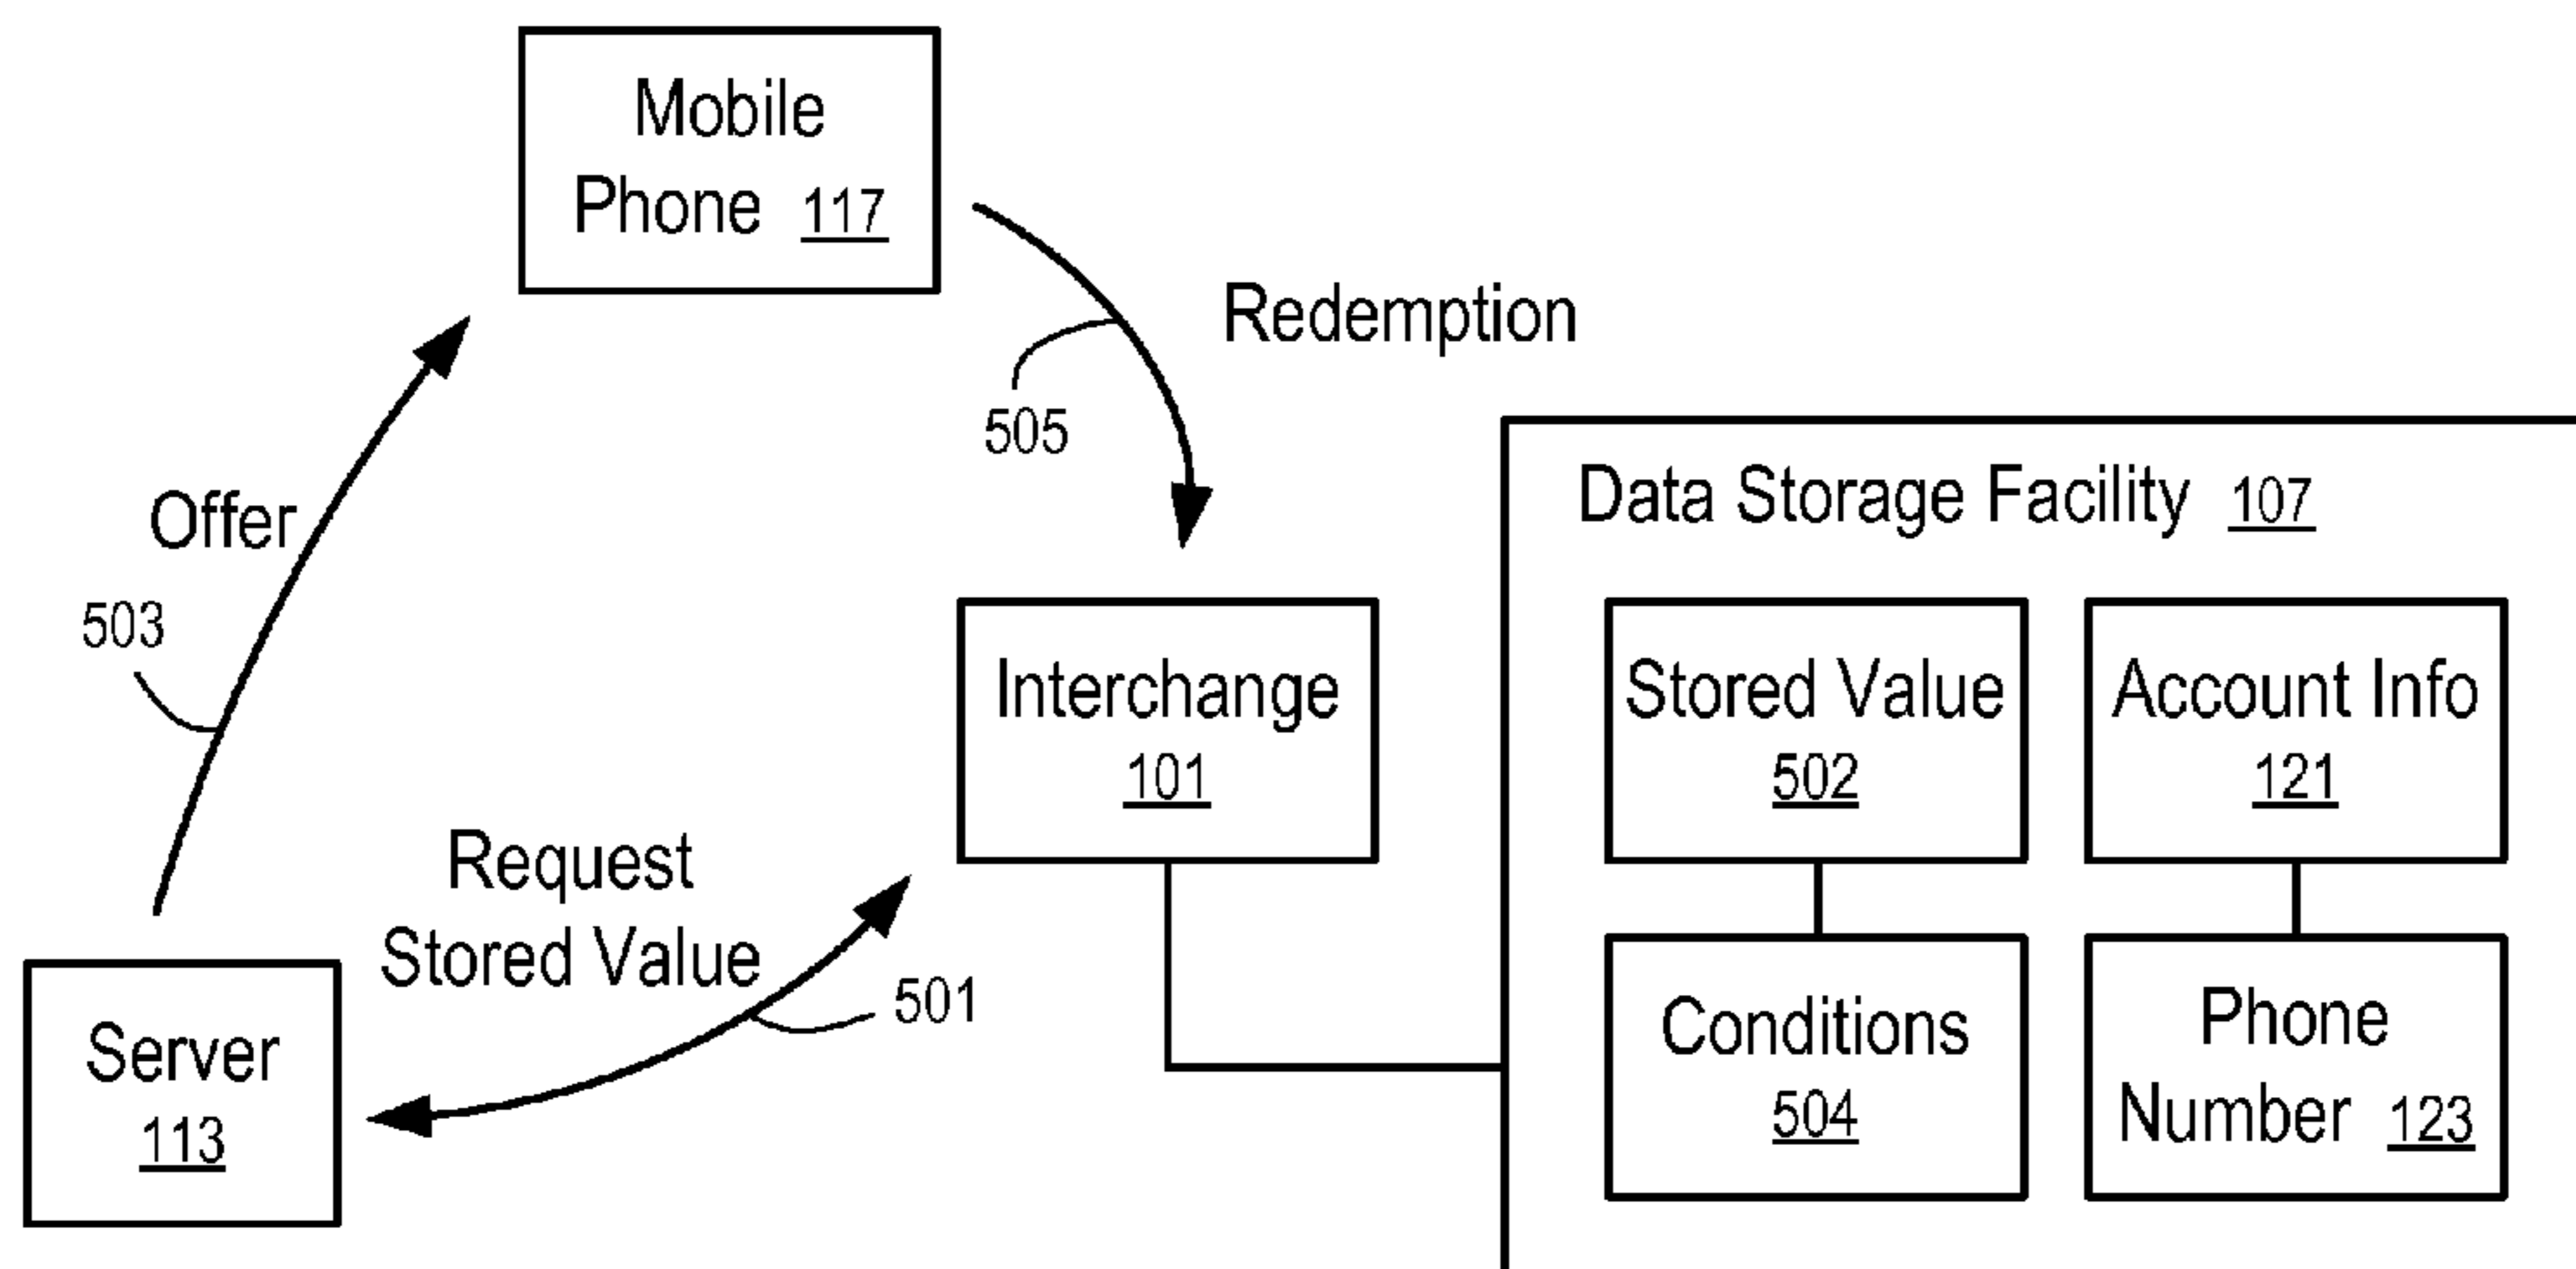 Mobile
Phone 117
Redemption
505
Offer
503
Data Storage Facility 107
Interchange
101
Stored Value
502
Account Info
121
Request
Stored Value
501
Server
113
Conditions
504
Phone
Number 123